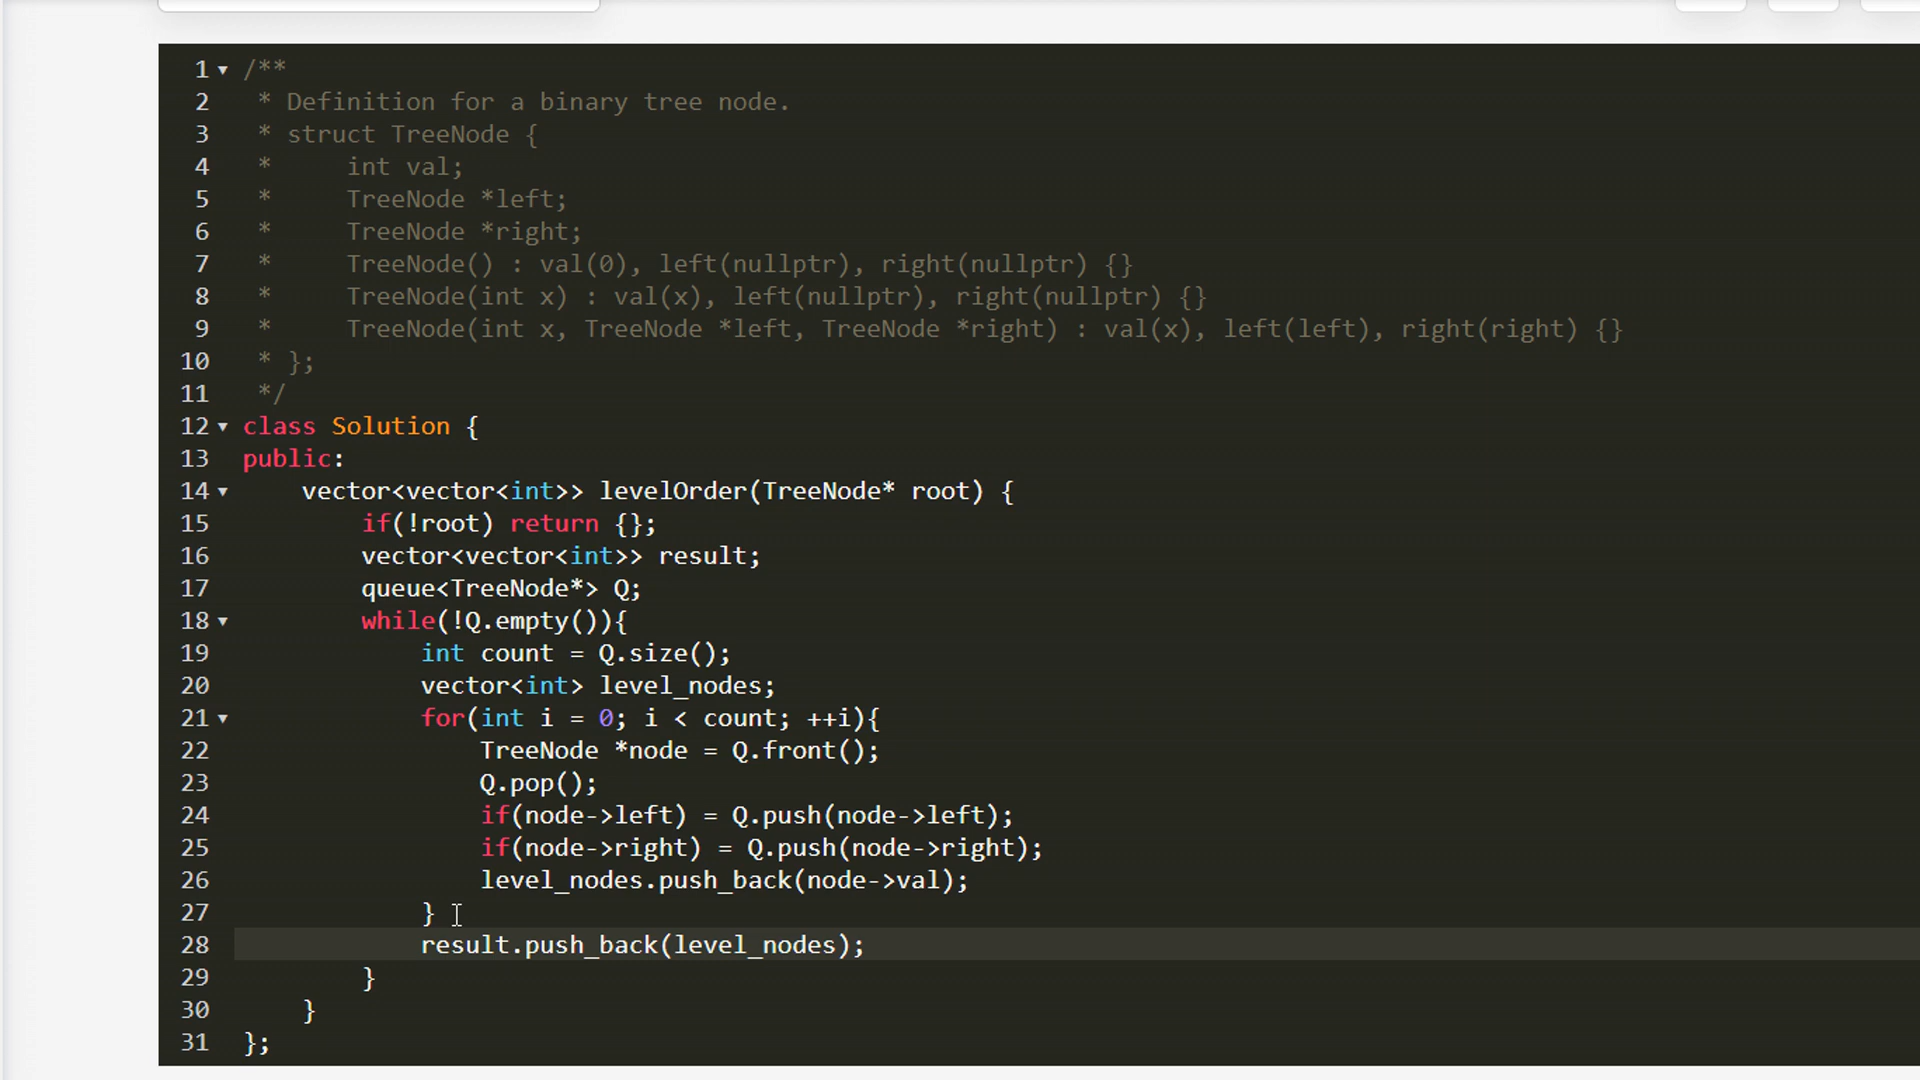 1 /**
2  * Definition for a binary tree node.
3  * struct TreeNode {
4  *     int val;
5  *     TreeNode *left;
6  *     TreeNode *right;
7  *     TreeNode() : val(0), left(nullptr), right(nullptr) {}
8  *     TreeNode(int x) : val(x), left(nullptr), right(nullptr) {}
9  *     TreeNode(int x, TreeNode *left, TreeNode *right) : val(x), left(left), right(right) {}
10  * };
11  */
12 class Solution {
13 public:
14     vector<vector<int>> levelOrder(TreeNode* root) {
15         if(!root) return {};
16         vector<vector<int>> result;
17         queue<TreeNode*> Q;
18         while(!Q.empty()){
19             int count = Q.size();
20             vector<int> level_nodes;
21             for(int i = 0; i < count; ++i){
22                 TreeNode *node = Q.front();
23                 Q.pop();
24                 if(node->left) = Q.push(node->left);
25                 if(node->right) = Q.push(node->right);
26                 level_nodes.push_back(node->val);
27             }
28             result.push_back(level_nodes);
29         }
30     }
31 };